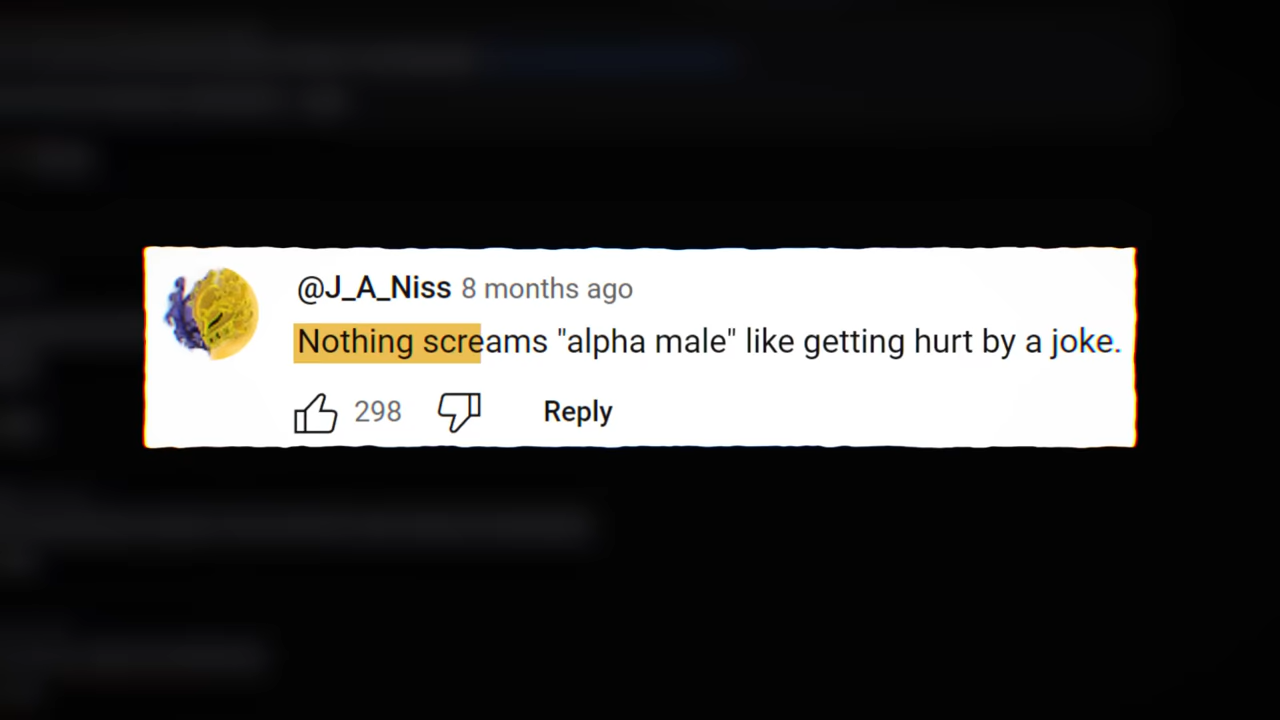 @J_A_Niss 8 months ago
Nothing screams "alpha male" like getting hurt by a joke.
298 Reply